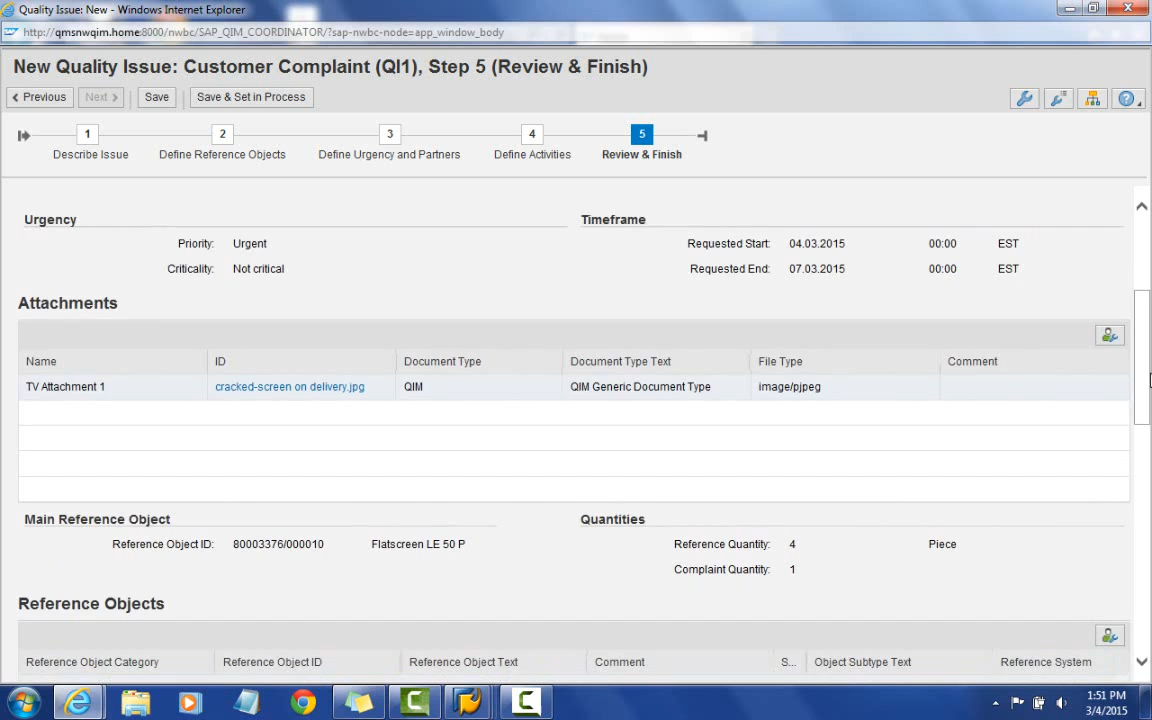 Quality Issue: New - Windows Internet Explorer
http://qmsnwqim.home:8000/nwbc/SAP_QIM_COORDINATOR/?sap-nwbc-node=app_window_body
New Quality Issue: Customer Complaint (QI1), Step 5 (Review & Finish)
Previous Next Save Save & Set in Process
1 2 3 4 5
Describe Issue Define Reference Objects Define Urgency and Partners Define Activities Review & Finish
Urgency Timeframe
Priority: Urgent Requested Start: 04.03.2015 00:00 EST
Criticality: Not critical Requested End: 07.03.2015 00:00 EST
Attachments
Name ID Document Type Document Type Text File Type Comment
TV Attachment 1 cracked-screen on delivery.jpg QIM QIM Generic Document Type image/pjpeg
Main Reference Object Quantities
Reference Object ID: 80003376/000010 Flatscreen LE 50 P Reference Quantity: 4 Piece
Complaint Quantity: 1
Reference Objects
Reference Object Category Reference Object ID Reference Object Text Comment S... Object Subtype Text Reference System
1:51 PM
3/4/2015